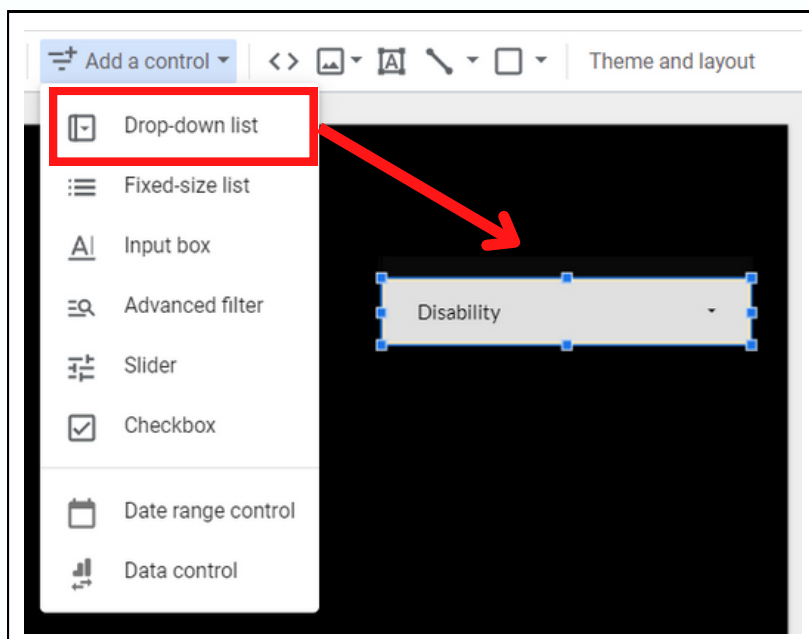 Add a control
Theme and layout
Drop-down list
Fixed-size list
Input box
Advanced filter
Slider
Checkbox
Date range control
Data control
Disability